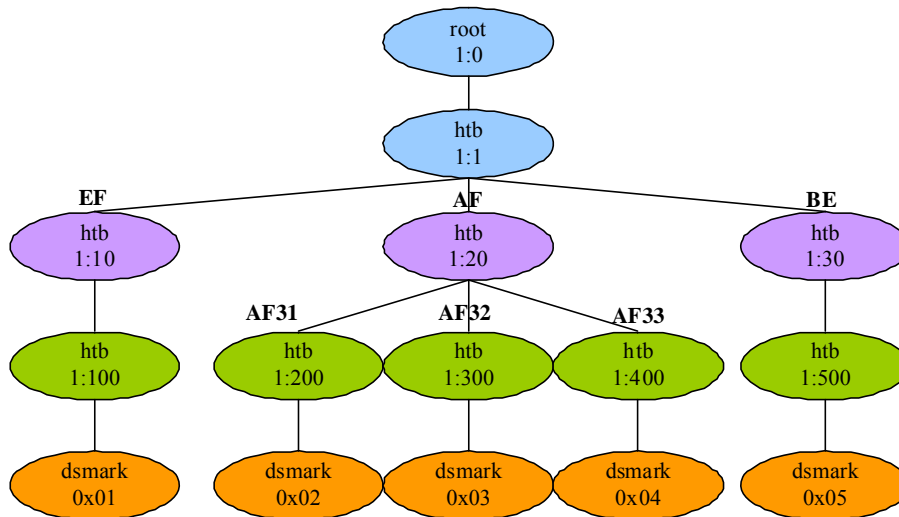 root
1:0
htb
1:1
EF
AF
BE
htb
1:10
htb
1:20
htb
1:30
AF31
AF32
AF33
htb
1:100
htb
1:200
htb
1:300
htb
1:400
htb
1:500
dsmark
0x01
dsmark
0x02
dsmark
0x03
dsmark
0x04
dsmark
0x05